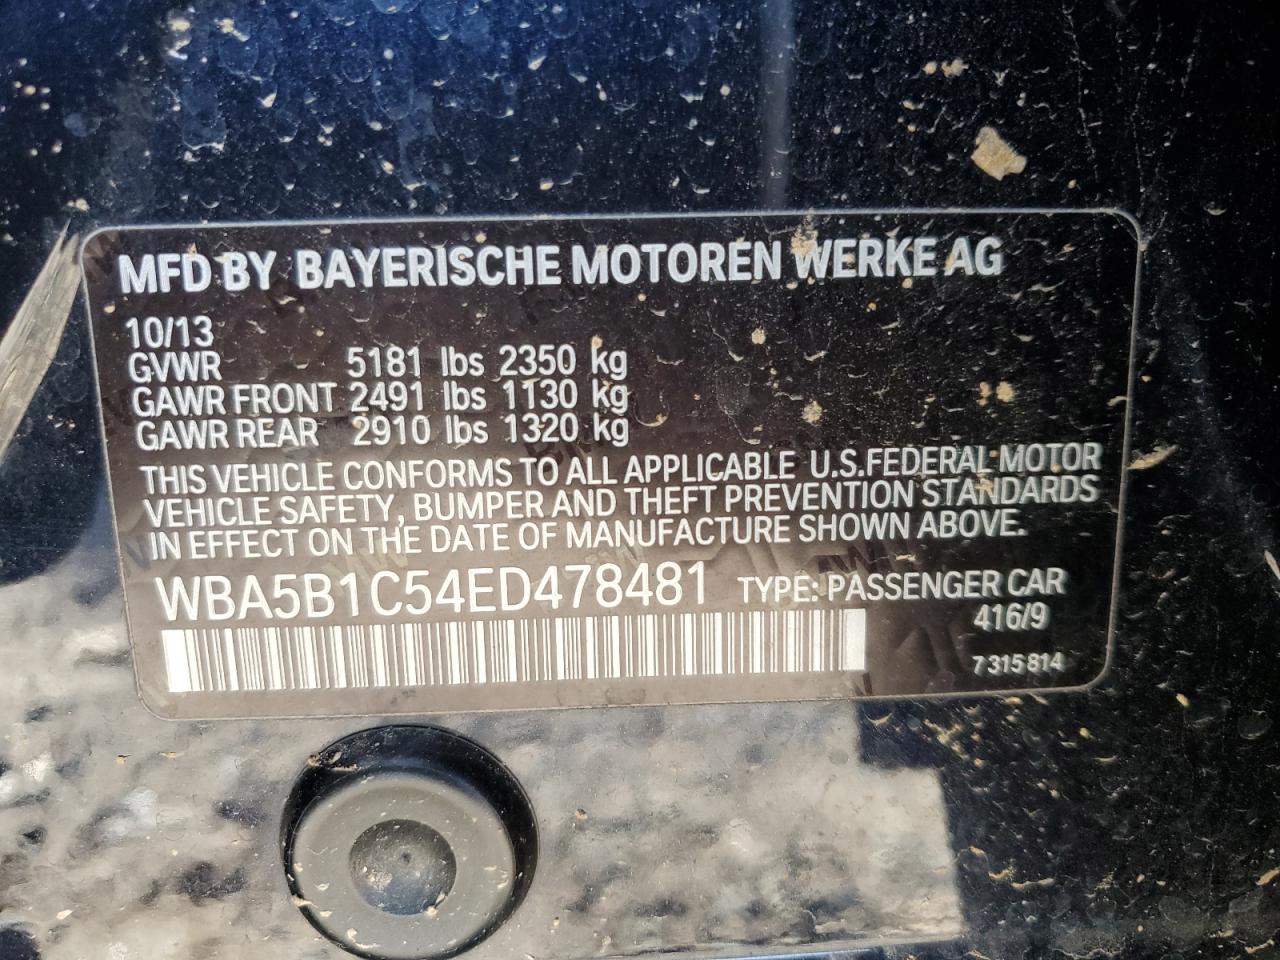 MFD BY BAYERISCHE MOTOREN WERKE AG
10/13
GVWR 5181 lbs 2350 kg
GAWR FRONT 2491 lbs 1130 kg
GAWR REAR 2910 lbs 1320 kg
THIS VEHICLE CONFORMS TO ALL APPLICABLE U.S.FEDERAL MOTOR
VEHICLE SAFETY, BUMPER AND THEFT PREVENTION STANDARDS
IN EFFECT ON THE DATE OF MANUFACTURE SHOWN ABOVE.
WBA5B1C54ED478481 TYPE: PASSENGER CAR
416/9
7 315 814